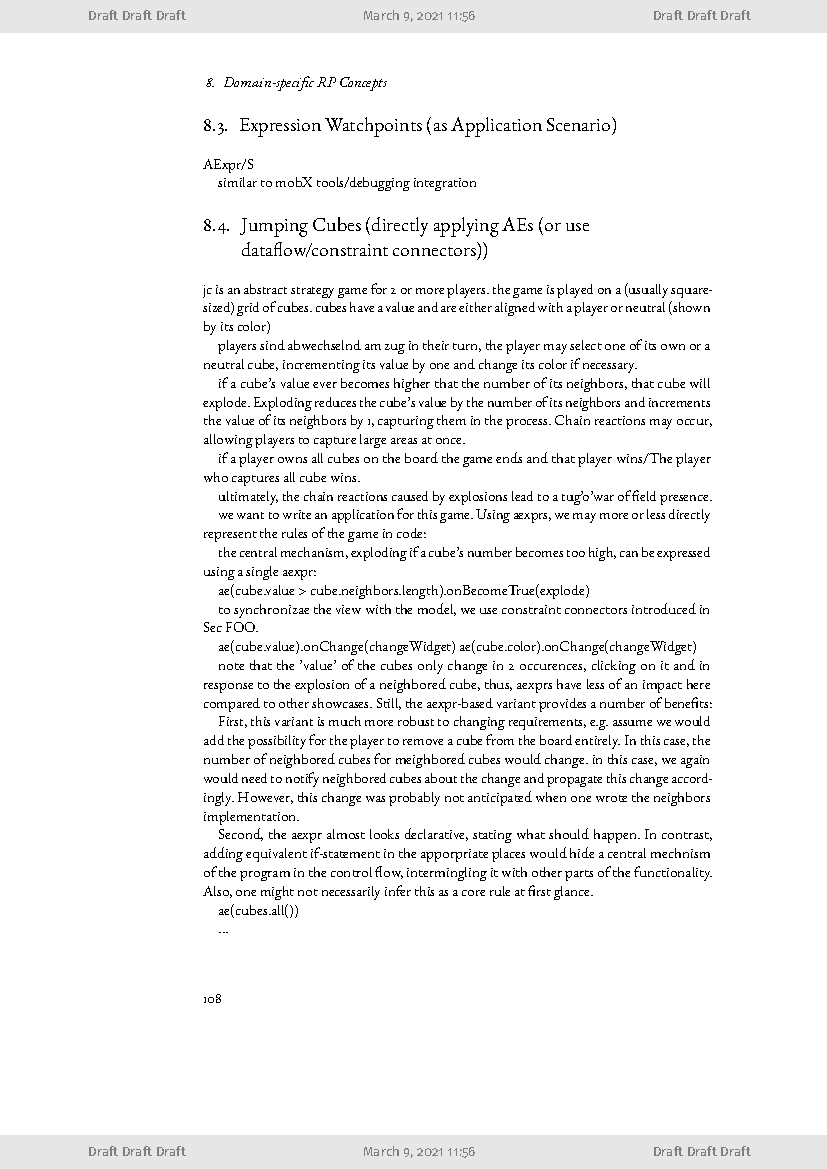 Draft Draft Draft March 9, 2021 11:56 Draft Draft Draft
8. Domain-specific RP Concepts
8.3. Expression Watchpoints (as Application Scenario)
AExpr/S
similar to mobX tools/debugging integration
8.4. Jumping Cubes (directly applying AEs (or use
dataflow/constraint connectors))
jc is an abstract strategy game for 2 or more players. the game is played on a (usually square-
sized) grid of cubes. cubes have a value and are either aligned with a player or neutral (shown
by its color)
players sind abwechselnd am zug in their turn, the player may select one of its own or a
neutral cube, incrementing its value by one and change its color if necessary.
if a cube's value ever becomes higher that the number of its neighbors, that cube will
explode. Exploding reduces the cube's value by the number of its neighbors and increments
the value of its neighbors by 1, capturing them in the process. Chain reactions may occur,
allowing players to capture large areas at once.
if a player owns all cubes on the board the game ends and that player wins/The player
who captures all cube wins.
ultimately, the chain reactions caused by explosions lead to a tug'o'war of field presence.
we want to write an application for this game. Using aexprs, we may more or less directly
represent the rules of the game in code:
the central mechanism, exploding if a cube's number becomes too high, can be expressed
using a single aexpr:
ae(cube.value > cube.neighbors.length).onBecomeTrue(explode)
to synchronizae the view with the model, we use constraint connectors introduced in
Sec FOO.
ae(cube.value).onChange(changeWidget) ae(cube.color).onChange(changeWidget)
note that the 'value' of the cubes only change in 2 occurences, clicking on it and in
response to the explosion of a neighbored cube, thus, aexprs have less of an impact here
compared to other showcases. Still, the aexpr-based variant provides a number of benefits:
First, this variant is much more robust to changing requirements, e.g. assume we would
add the possibility for the player to remove a cube from the board entirely. In this case, the
number of neighbored cubes for meighbored cubes would change. in this case, we again
would need to notify neighbored cubes about the change and propagate this change accord-
ingly. However, this change was probably not anticipated when one wrote the neighbors
implementation.
Second, the aexpr almost looks declarative, stating what should happen. In contrast,
adding equivalent if-statement in the apporpriate places would hide a central mechnism
of the program in the control flow, intermingling it with other parts of the functionality.
Also, one might not necessarily infer this as a core rule at first glance.
ae(cubes.all())
...
108
Draft Draft Draft March 9, 2021 11:56 Draft Draft Draft